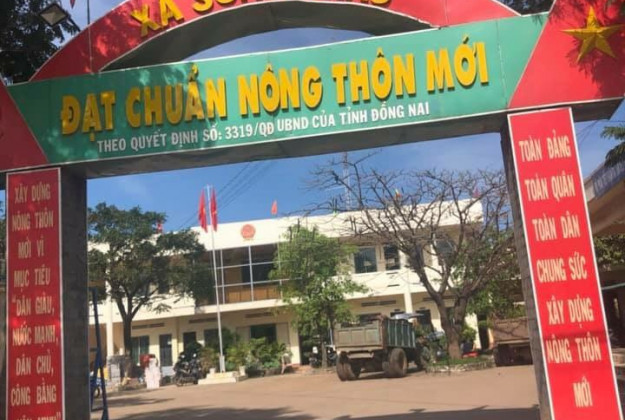 XÃ
ĐẠT CHUẨN NÔNG THÔN MỚI
THEO QUYẾT ĐỊNH SỐ: 3319/QĐ UBND CỦA TỈNH ĐỒNG NAI
XÂY DỰNG
NÔNG THÔN
MỚI VÌ
MỤC TIÊU
"DÂN GIÀU,
NƯỚC MẠNH,
DÂN CHỦ,
CÔNG BẰNG
TOÀN ĐẢNG
TOÀN QUÂN
TOÀN DÂN
CHUNG SỨC
XÂY DỰNG
NÔNG THÔN
MỚI